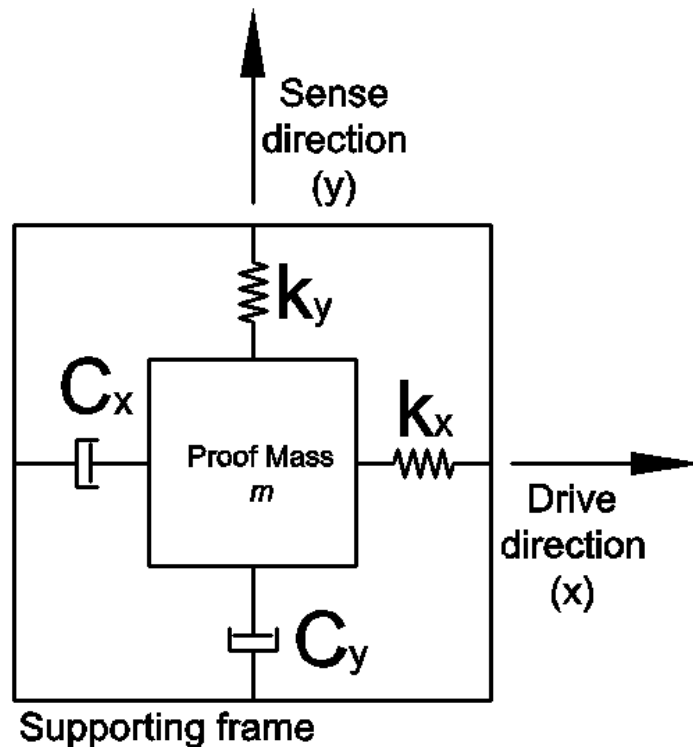 Sense
direction
(y)
ky
Cx
kx
Proof Mass
m
Drive
direction
(x)
Cy
Supporting frame